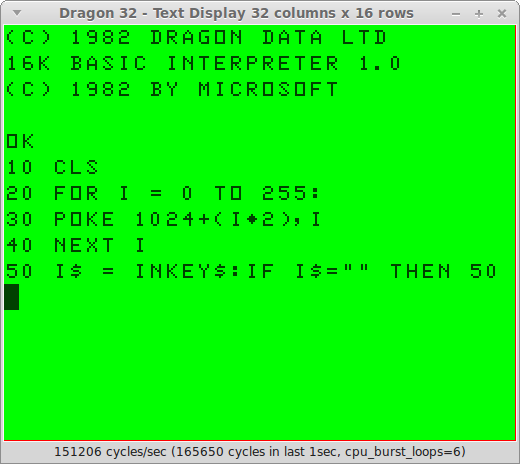 Dragon 32 - Text Display 32 columns x 16 rows
(C) 1982 DRAGON DATA LTD
16K BASIC INTERPRETER 1.0
(C) 1982 BY MICROSOFT
OK
10 CLS
20 FOR I = 0 TO 255:
30 POKE 1024+(I*2),I
40 NEXT I
50 I$ = INKEY$:IF I$="" THEN 50
151206 cycles/sec (165650 cycles in last 1sec, cpu_burst_loops=6)